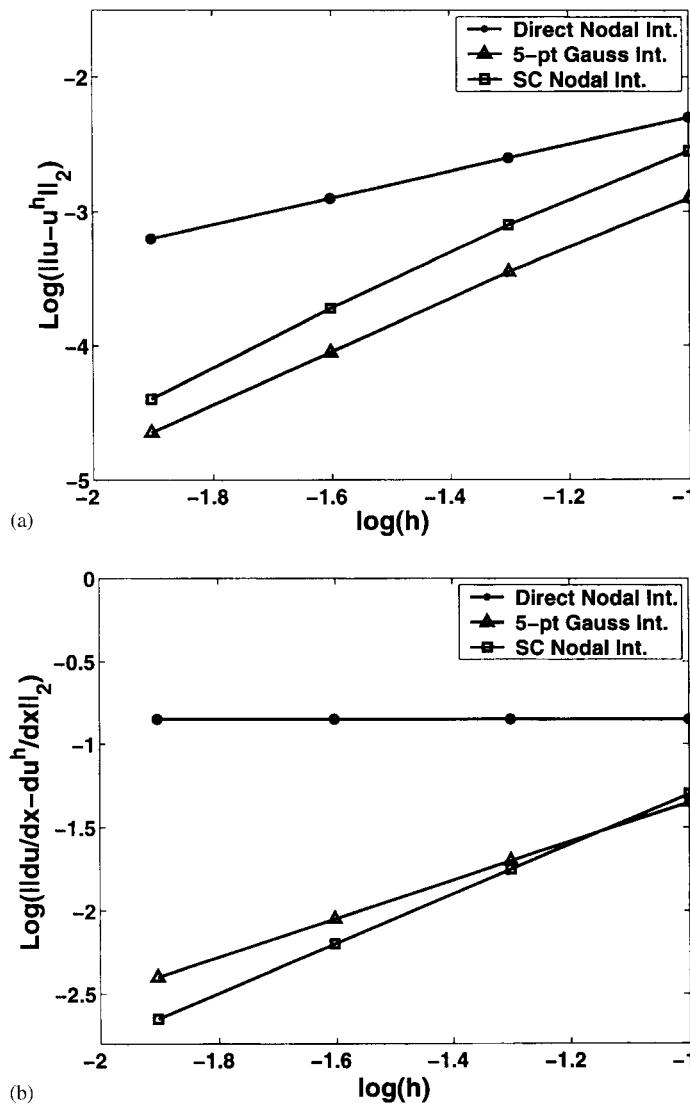 Direct Nodal Int.
5-pt Gauss Int.
SC Nodal Int.
-2
-3
-4
-5
Log(||u-u^h||_2)
-2
-1.8
-1.6
-1.4
-1.2
-1
log(h)
(a)
Direct Nodal Int.
5-pt Gauss Int.
SC Nodal Int.
0
-0.5
-1
-1.5
-2
-2.5
Log(||du/dx-du^h/dx||_2)
-2
-1.8
-1.6
-1.4
-1.2
-1
log(h)
(b)